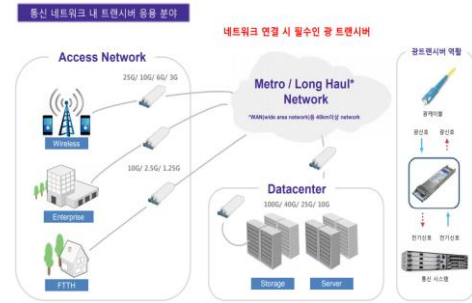 통신 네트워크 내 트랜시버 응용 분야
네트워크 연결 시 필수인 광 트랜시버
Access Network
25G/ 10G/ 6G/ 3G
Wireless
10G/ 2.5G/ 1.25G
Enterprise
FTTH
Metro / Long Haul*
Network
*WAN(wide area network)등 40km이상 network
Datacenter
100G/ 40G/ 25G/ 10G
Storage
Server
광트랜시버 역할
광케이블
광신호
광신호
전기신호
전기신호
통신 시스템